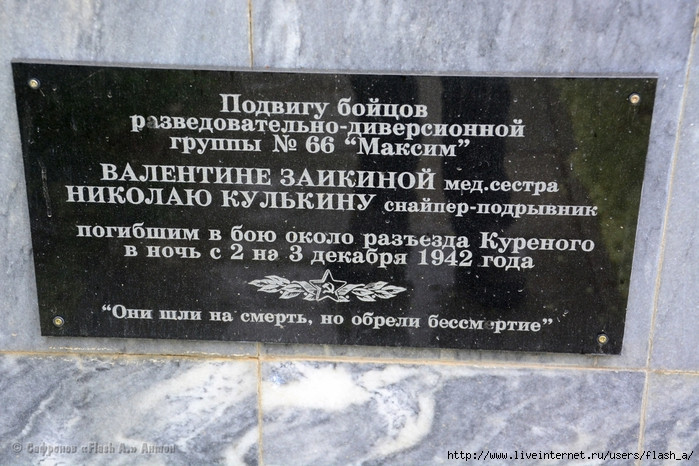 Подвигу бойцов
разведовательно-диверсионной
группы № 66 "Максим"
ВАЛЕНТИНЕ ЗАИКИНОЙ мед.сестра
НИКОЛАЮ КУЛЬКИНУ снайпер-подрывник
погибшим в бою около разъезда Куреного
в ночь с 2 на 3 декабря 1942 года
"Они шли на смерть, но обрели бессмертие"
© Сафронов «Flash A.»
http://www.liveinternet.ru/users/flash_a/